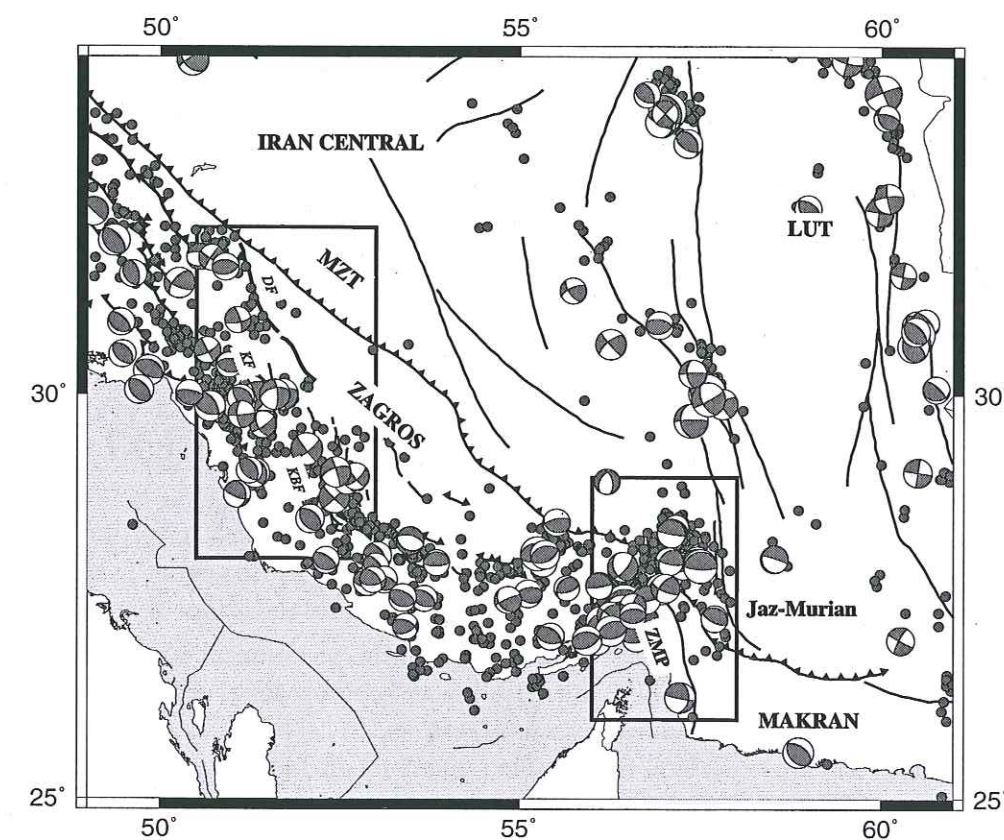 50°
55°
60°
IRAN CENTRAL
LUT
MZT
DF
KF
30°
30
ZAGROS
KBF
Jaz-Murian
ZMP
MAKRAN
25°
25
50°
55°
60°